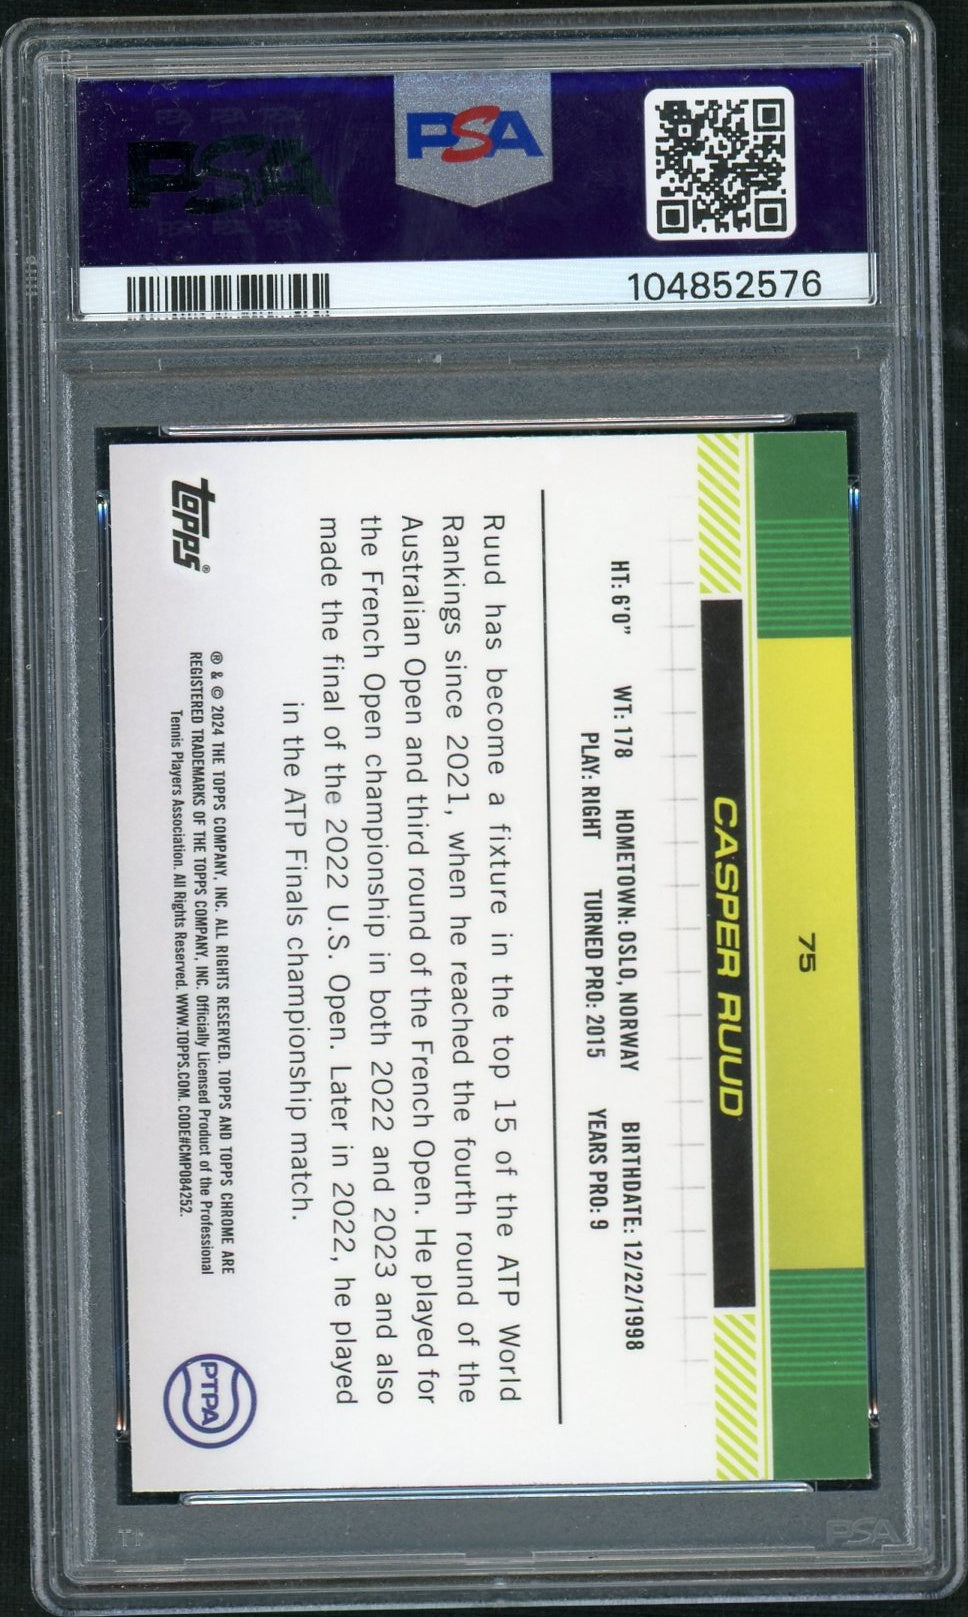 PSA
PSA
104852576
75
CASPER RUUD
HT: 6'0" WT: 178 HOMETOWN: OSLO, NORWAY BIRTHDATE: 12/22/1998
PLAY: RIGHT TURNED PRO: 2015 YEARS PRO: 9
Ruud has become a fixture in the top 15 of the ATP World
Rankings since 2021, when he reached the fourth round of the
Australian Open and third round of the French Open. He played for
the French Open championship in both 2022 and 2023 and also
made the final of the 2022 U.S. Open. Later in 2022, he played
in the ATP Finals championship match.
topps®
® & © 2024 THE TOPPS COMPANY, INC. ALL RIGHTS RESERVED. TOPPS AND TOPPS CHROME ARE
REGISTERED TRADEMARKS OF THE TOPPS COMPANY, INC. Officially Licensed Product of the Professional
Tennis Players Association. All Rights Reserved. WWW.TOPPS.COM. CODE#CMP084252.
PTPA
PSA